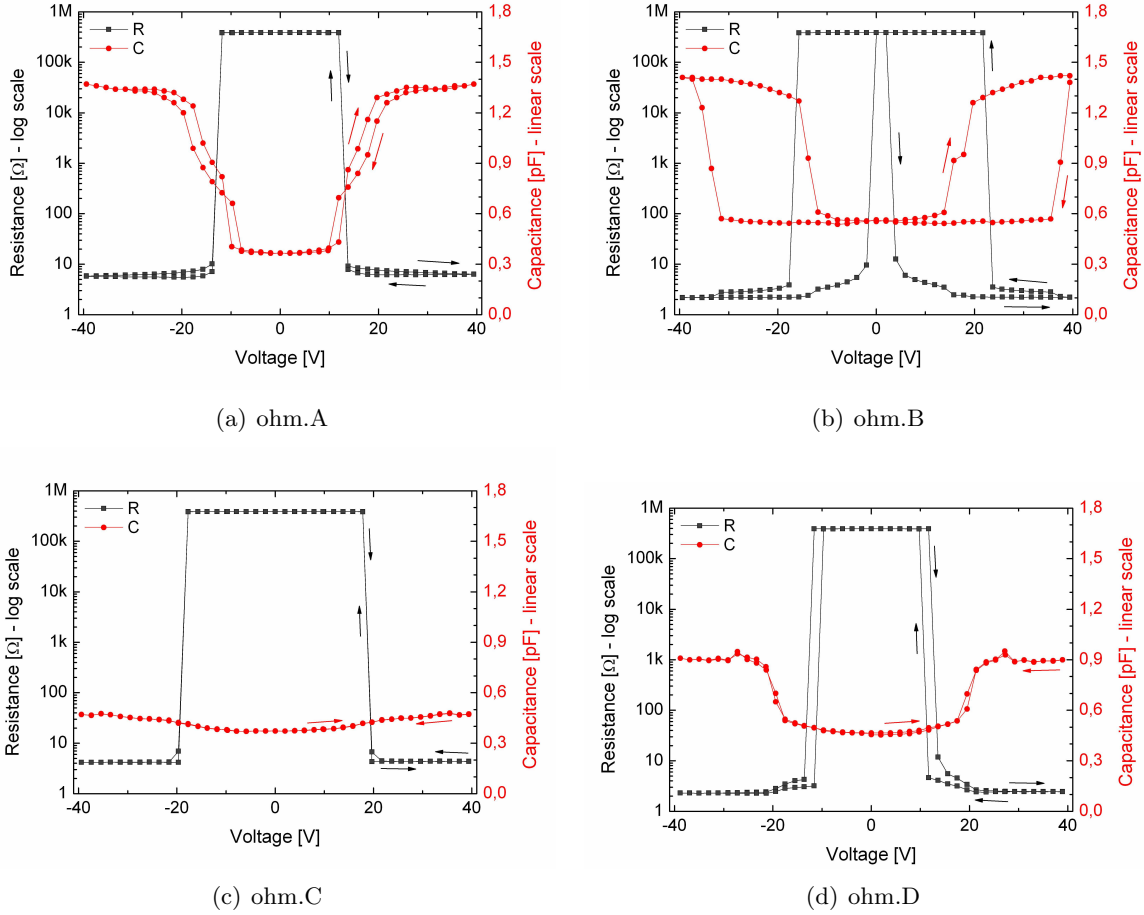 1M
100k
10k
1k
100
10
1
Resistance [Ω] - log scale
R
C
1,8
1,5
1,2
0,9
0,6
0,3
0,0
Capacitance [pF] - linear scale
-40 -20 0 20 40
Voltage [V]
(a) ohm.A
1M
100k
10k
1k
100
10
1
Resistance [Ω] - log scale
R
C
1,8
1,5
1,2
0,9
0,6
0,3
0,0
Capacitance [pF] - linear scale
-40 -20 0 20 40
Voltage [V]
(b) ohm.B
1M
100k
10k
1k
100
10
1
Resistance [Ω] - log scale
R
C
1,8
1,5
1,2
0,9
0,6
0,3
0,0
Capacitance [pF] - linear scale
-40 -20 0 20 40
Voltage [V]
(c) ohm.C
1M
100k
10k
1k
100
10
1
Resistance [Ω] - log scale
R
C
1,8
1,5
1,2
0,9
0,6
0,3
0,0
Capacitance [pF] - linear scale
-40 -20 0 20 40
Voltage [V]
(d) ohm.D